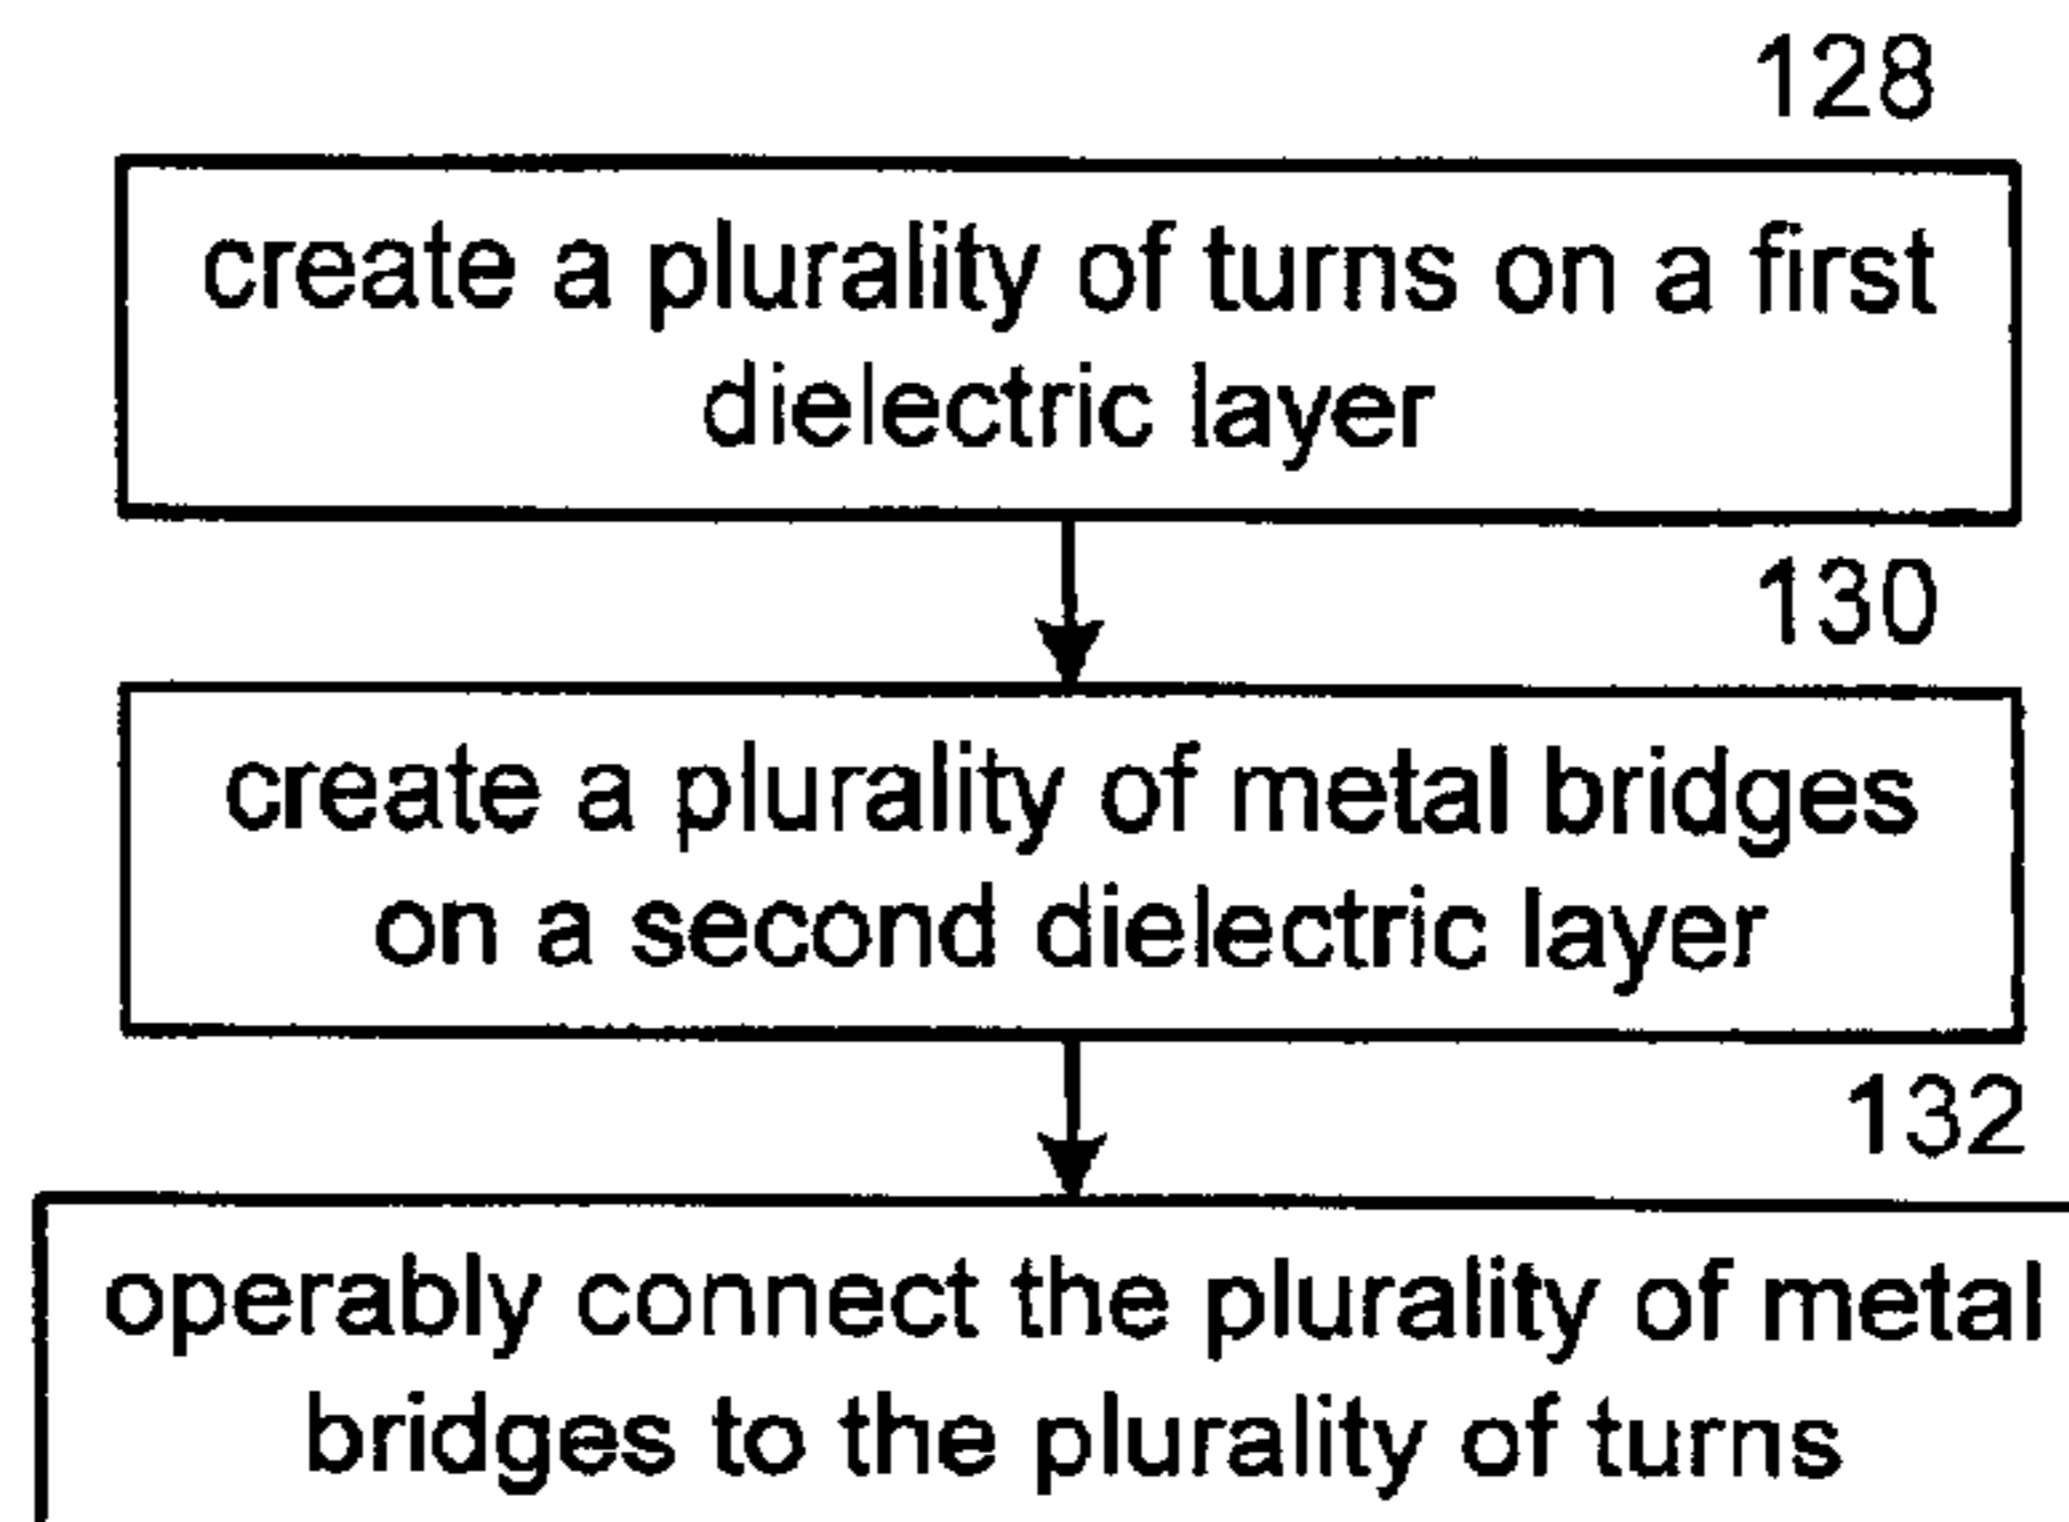 128
create a plurality of turns on a first
dielectric layer
130
create a plurality of metal bridges
on a second dielectric layer
132
operably connect the plurality of metal
bridges to the plurality of turns